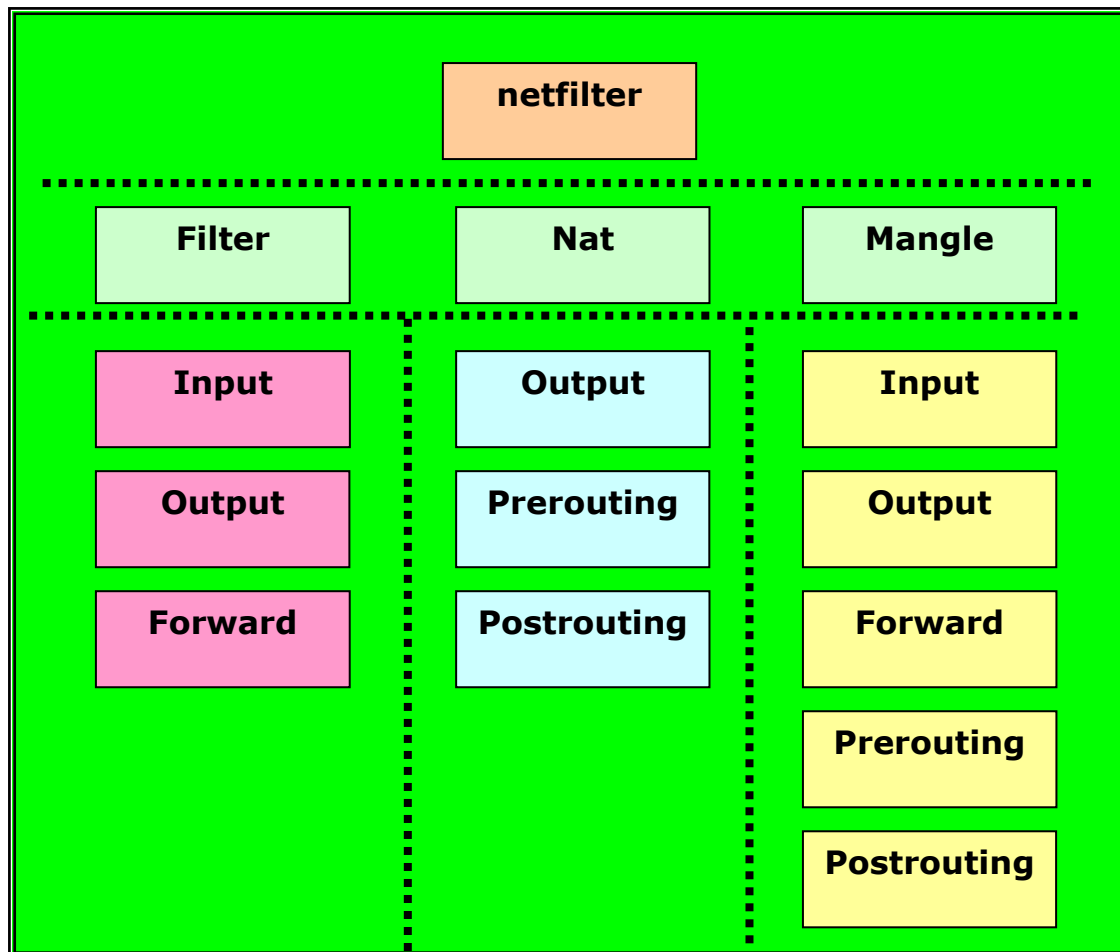 netfilter
Filter
Nat
Mangle
Input
Output
Input
Output
Prerouting
Output
Forward
Postrouting
Forward
Prerouting
Postrouting